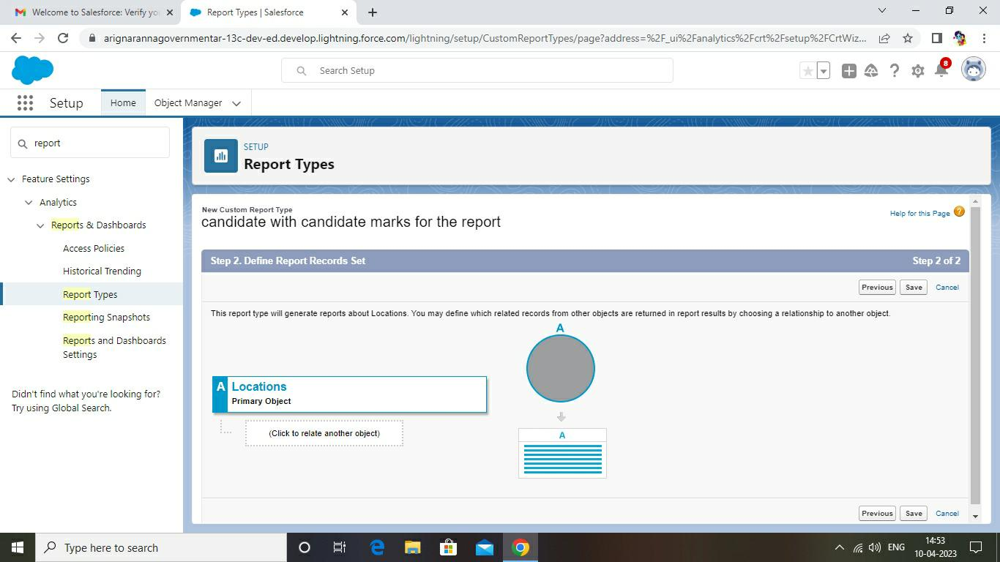 Welcome to Salesforce: Verify yo
Report Types | Salesforce
arignarannagovernmentar-13c-dev-ed.develop.lightning.force.com/lightning/setup/CustomReportTypes/page?address=%2F_ui%2Fanalytics%2Fcrt%2Fsetup%2FCrtWiz...
Search Setup
8
Setup
Home
Object Manager
report
Feature Settings
Analytics
Reports & Dashboards
Access Policies
Historical Trending
Report Types
Reporting Snapshots
Reports and Dashboards
Settings
Didn't find what you're looking for?
Try using Global Search.
SETUP
Report Types
New Custom Report Type
candidate with candidate marks for the report
Help for this Page
Step 2. Define Report Records Set
Step 2 of 2
Previous
Save
Cancel
This report type will generate reports about Locations. You may define which related records from other objects are returned in report results by choosing a relationship to another object.
A
A Locations
Primary Object
(Click to relate another object)
A
Previous
Save
Cancel
Type here to search
ENG
14:53
10-04-2023